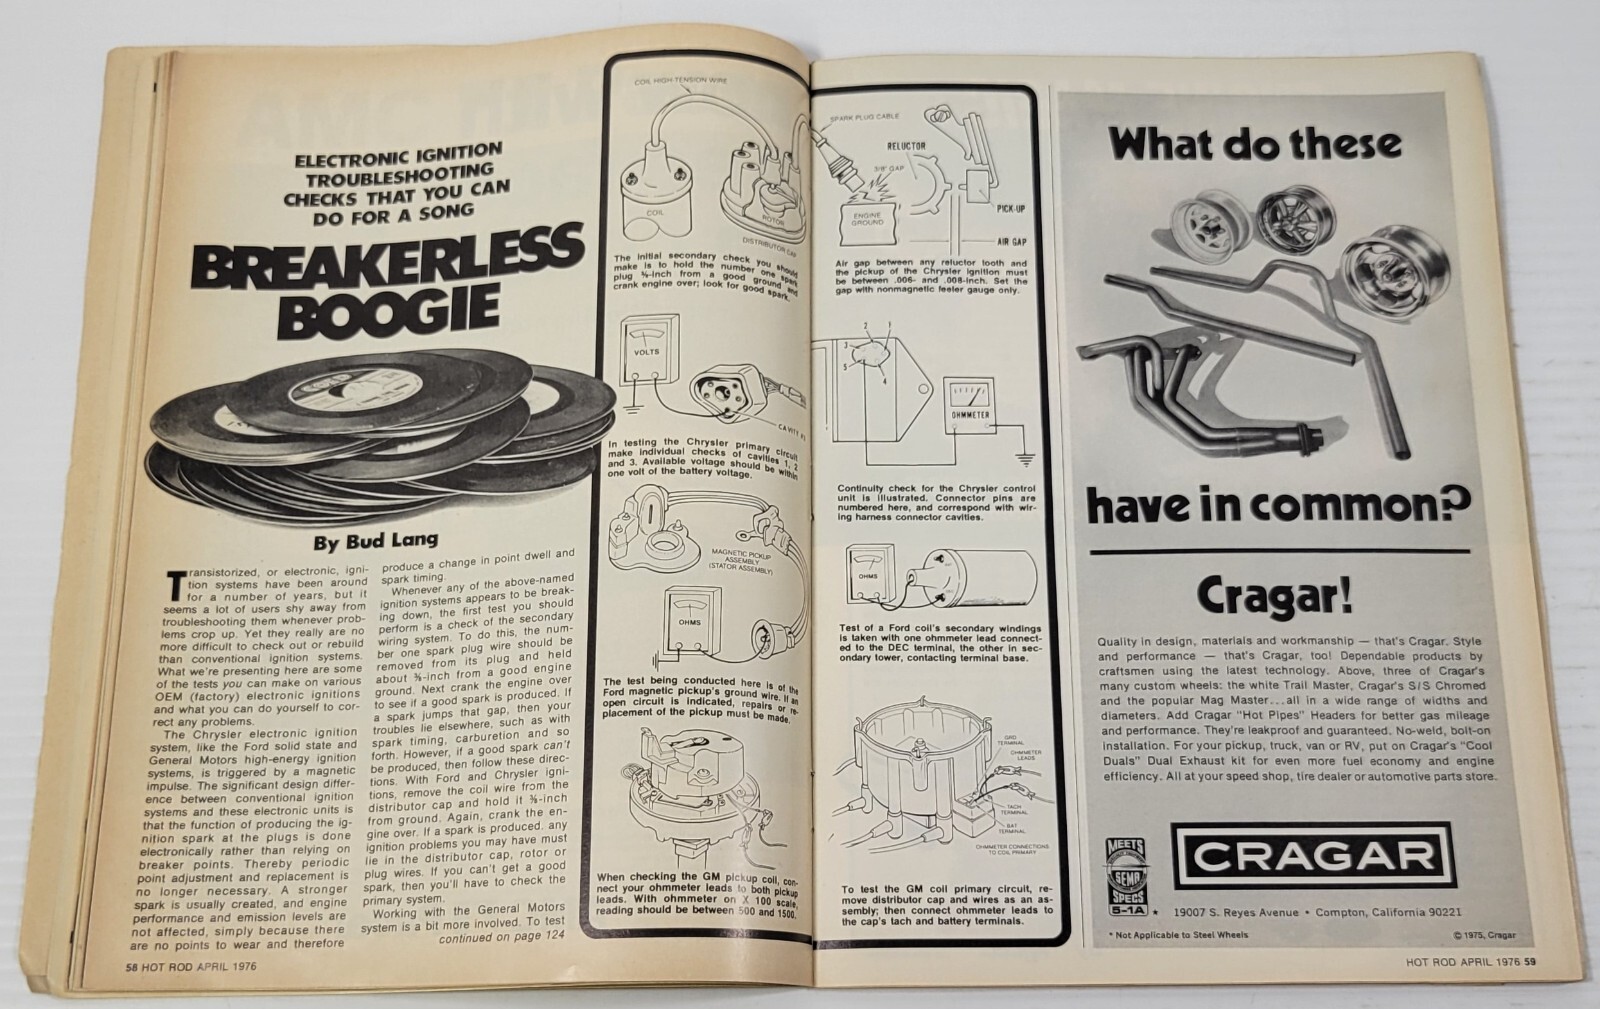 ELECTRONIC IGNITION
TROUBLESHOOTING
CHECKS THAT YOU CAN
DO FOR A SONG
BREAKERLESS
BOOGIE
By Bud Lang
Transistorized, or electronic, igni-
tion systems have been around
for a number of years, but it
seems a lot of users shy away from
troubleshooting them whenever prob-
lems crop up. Yet they really are no
more difficult to check out or rebuild
than conventional ignition systems.
What we're presenting here are some
of the tests you can make on various
OEM (factory) electronic ignitions
and what you can do yourself to cor-
rect any problems.
The Chrysler electronic ignition
system, like the Ford solid state and
General Motors high-energy ignition
systems, is triggered by a magnetic
impulse. The significant design differ-
ence between conventional ignition
systems and these electronic units is
that the function of producing the ig-
nition spark at the plugs is done
electronically rather than relying on
breaker points. Thereby periodic
point adjustment and replacement is
no longer necessary. A stronger
spark is usually created, and engine
performance and emission levels are
not affected, simply because there
are no points to wear and therefore
produce a change in point dwell and
spark timing.
Whenever any of the above-named
ignition systems appears to be break-
ing down, the first test you should
perform is a check of the secondary
wiring system. To do this, the num-
ber one spark plug wire should be
removed from its plug and held
about ⅜-inch from a good engine
ground. Next crank the engine over
to see if a good spark is produced. If
a spark jumps that gap, then your
troubles lie elsewhere, such as with
spark timing, carburetion and so
forth. However, if a good spark can't
be produced, then follow these direc-
tions. With Ford and Chrysler igni-
tions, remove the coil wire from the
distributor cap and hold it ⅜-inch
from ground. Again, crank the en-
gine over. If a spark is produced, any
ignition problems you may have must
lie in the distributor cap, rotor or
plug wires. If you can't get a good
spark, then you'll have to check the
primary system.
Working with the General Motors
system is a bit more involved. To test
continued on page 124
58 HOT ROD APRIL 1976
COIL HIGH-TENSION WIRE
COIL
ROTOR
DISTRIBUTOR CAP
The initial secondary check you should
make is to hold the number one spark
plug ⅜-inch from a good ground and
crank engine over; look for good spark.
VOLTS
CAVITY
In testing the Chrysler primary circuit
make individual checks of cavities 1, 2
and 3. Available voltage should be within
one volt of the battery voltage.
MAGNETIC PICKUP
ASSEMBLY
(STATOR ASSEMBLY)
OHMS
The test being conducted here is of the
Ford magnetic pickup's ground wire. If an
open circuit is indicated, repairs or re-
placement of the pickup must be made.
When checking the GM pickup coil, con-
nect your ohmmeter leads to both pickup
leads. With ohmmeter on X 100 scale,
reading should be between 500 and 1500.
SPARK PLUG CABLE
RELUCTOR
3/8" GAP
ENGINE
GROUND
PICK-UP
AIR GAP
Air gap between any reluctor tooth and
the pickup of the Chrysler ignition must
be between .006- and .008-inch. Set the
gap with nonmagnetic feeler gauge only.
2 1
3
5 4
OHMMETER
Continuity check for the Chrysler control
unit is illustrated. Connector pins are
numbered here, and correspond with wir-
ing harness connector cavities.
OHMS
Test of a Ford coil's secondary windings
is taken with one ohmmeter lead connect-
ed to the DEC terminal, the other in sec-
ondary tower, contacting terminal base.
GRD
TERMINAL
OHMMETER
LEADS
TACH
TERMINAL
BAT
TERMINAL
OHMMETER CONNECTIONS
TO COIL PRIMARY
To test the GM coil primary circuit, re-
move distributor cap and wires as an as-
sembly; then connect ohmmeter leads to
the cap's tach and battery terminals.
What do these
have in common?
Cragar!
Quality in design, materials and workmanship — that's Cragar. Style
and performance — that's Cragar, too! Dependable products by
craftsmen using the latest technology. Above, three of Cragar's
many custom wheels: the white Trail Master, Cragar's S/S Chromed
and the popular Mag Master...all in a wide range of widths and
diameters. Add Cragar "Hot Pipes" Headers for better gas mileage
and performance. They're leakproof and guaranteed. No-weld, bolt-on
installation. For your pickup, truck, van or RV, put on Cragar's "Cool
Duals" Dual Exhaust kit for even more fuel economy and engine
efficiency. All at your speed shop, tire dealer or automotive parts store.
MEETS
SEMA
SPECS
5-1A *
CRAGAR
19007 S. Reyes Avenue • Compton, California 90221
* Not Applicable to Steel Wheels
© 1975, Cragar
HOT ROD APRIL 1976 59